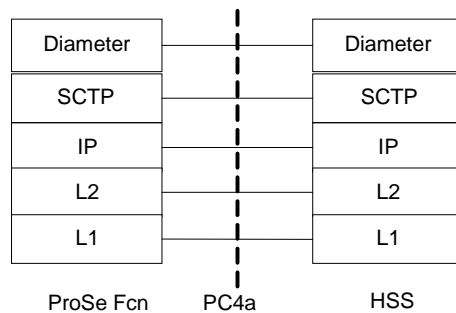 Diameter Diameter
SCTP SCTP
IP IP
L2 L2
L1 L1
ProSe Fcn PC4a HSS